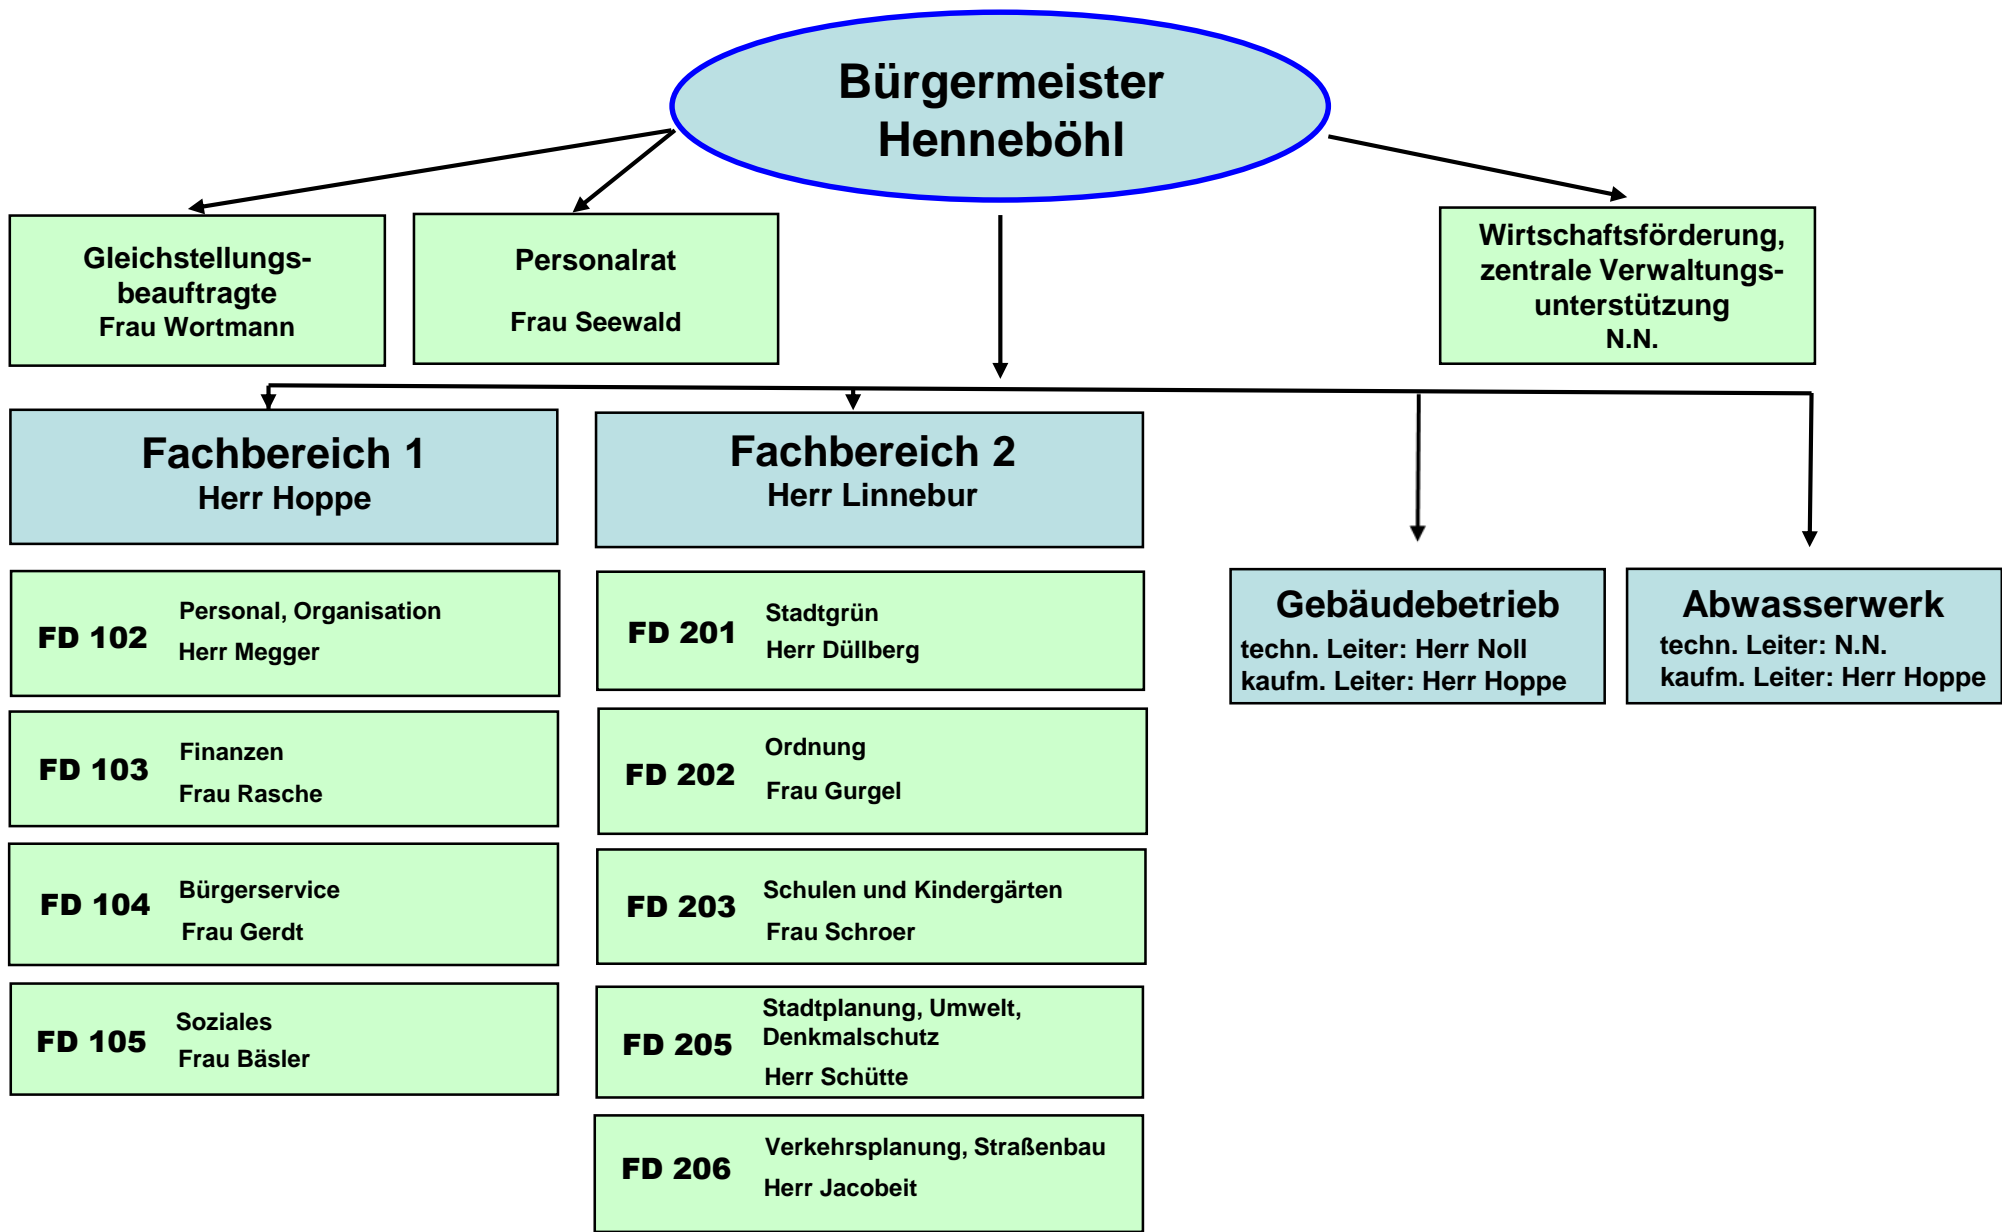 Bürgermeister
Henneböhl
Gleichstellungs-
beauftragte
Frau Wortmann
Personalrat
Frau Seewald
Wirtschaftsförderung,
zentrale Verwaltungs-
unterstützung
N.N.
Fachbereich 1
Herr Hoppe
FD 102
Personal, Organisation
Herr Megger
FD 103
Finanzen
Frau Rasche
FD 104
Bürgerservice
Frau Gerdt
FD 105
Soziales
Frau Bäsler
Fachbereich 2
Herr Linnebur
FD 201
Stadtgrün
Herr Düllberg
FD 202
Ordnung
Frau Gurgel
FD 203
Schulen und Kindergärten
Frau Schroer
FD 205
Stadtplanung, Umwelt,
Denkmalschutz
Herr Schütte
FD 206
Verkehrsplanung, Straßenbau
Herr Jacobeit
Gebäudebetrieb
techn. Leiter: Herr Noll
kaufm. Leiter: Herr Hoppe
Abwasserwerk
techn. Leiter: N.N.
kaufm. Leiter: Herr Hoppe